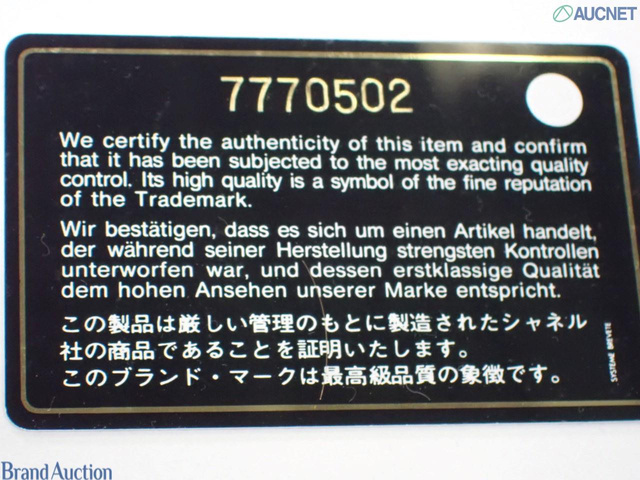 AUCNET
7770502
We certify the authenticity of this item and confirm
that it has been subjected to the most exacting quality
control. Its high quality is a symbol of the fine reputation
of the Trademark.
Wir bestätigen, dass es sich um einen Artikel handelt,
der während seiner Herstellung strengsten Kontrollen
unterworfen war, und dessen erstklassige Qualität
dem hohen Ansehen unserer Marke entspricht.
この製品は厳しい管理のもとに製造されたシャネル
社の商品であることを証明いたします。
このブランド・マークは最高級品質の象徴です。
SYSTEME BREVETE
Brand Auction